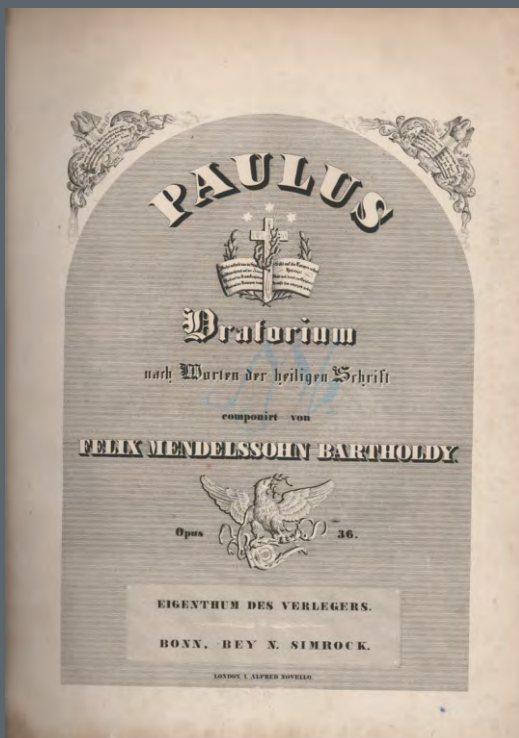 PAULUS
Oratorium
nach Worten der heiligen Schrift
componirt von
FELIX MENDELSSOHN BARTHOLDY.
Opus 36.
EIGENTHUM DES VERLEGERS.
BONN, BEY N. SIMROCK.
LONDON I. ALFRED NOVELLO.